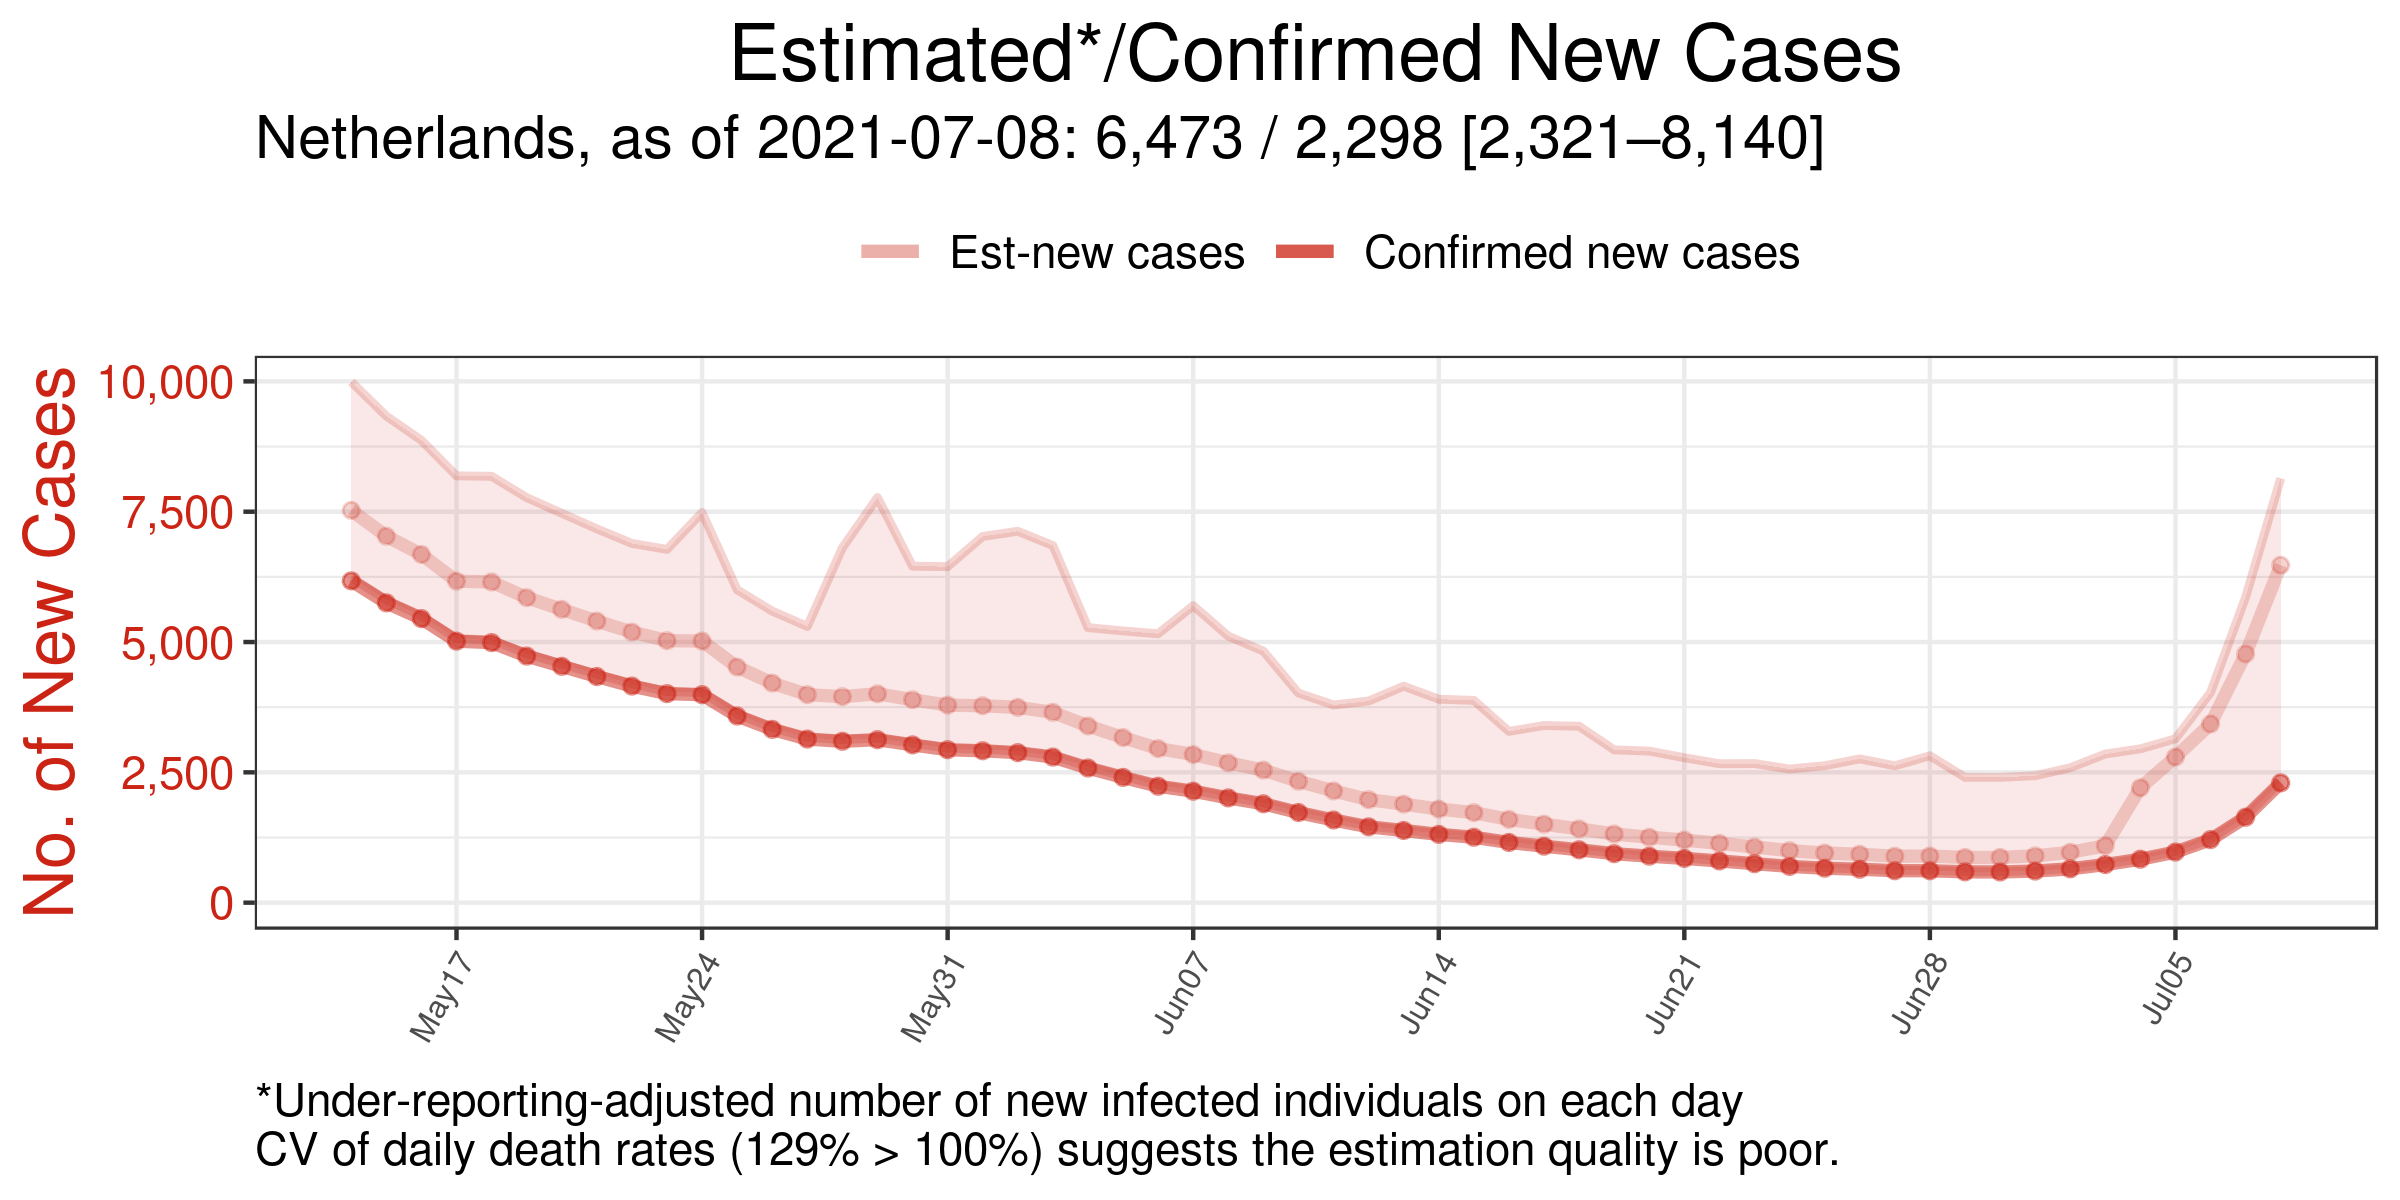 Estimated*/Confirmed New Cases
Netherlands, as of 2021-07-08: 6,473 / 2,298 [2,321–8,140]
Est-new cases
Confirmed new cases
No. of New Cases
10,000
7,500
5,000
2,500
0
May17
May24
May31
Jun07
Jun14
Jun21
Jun28
Jul05
*Under-reporting-adjusted number of new infected individuals on each day
CV of daily death rates (129% > 100%) suggests the estimation quality is poor.